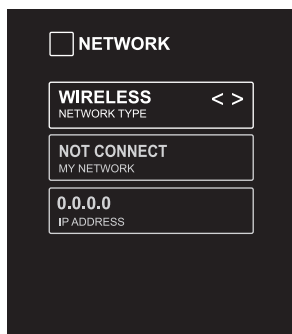 NETWORK
WIRELESS < >
NETWORK TYPE
NOT CONNECT
MY NETWORK
0.0.0.0
IP ADDRESS